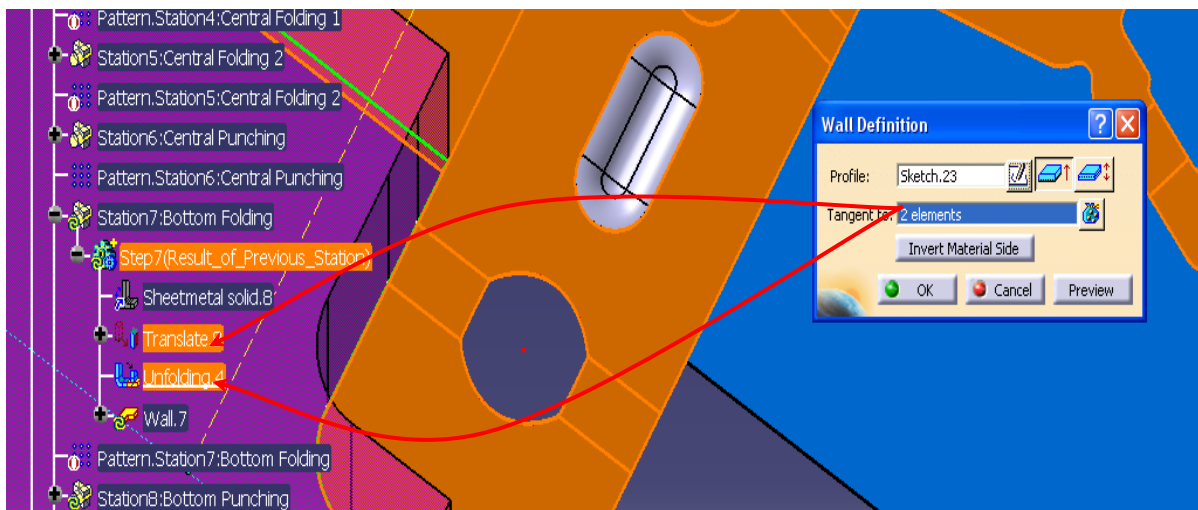 Pattern.Station4:Central Folding 1
Station5:Central Folding 2
Pattern.Station5:Central Folding 2
Station6:Central Punching
Pattern.Station6:Central Punching
Station7:Bottom Folding
Step7(Result_of_Previous_Station)
Sheetmetal solid.8
Translate.
Unfolding.4
Wall.7
Pattern.Station7:Bottom Folding
Station8:Bottom Punching
Wall Definition
Profile: Sketch.23
Tangent to: 2 elements
Invert Material Side
OK Cancel Preview